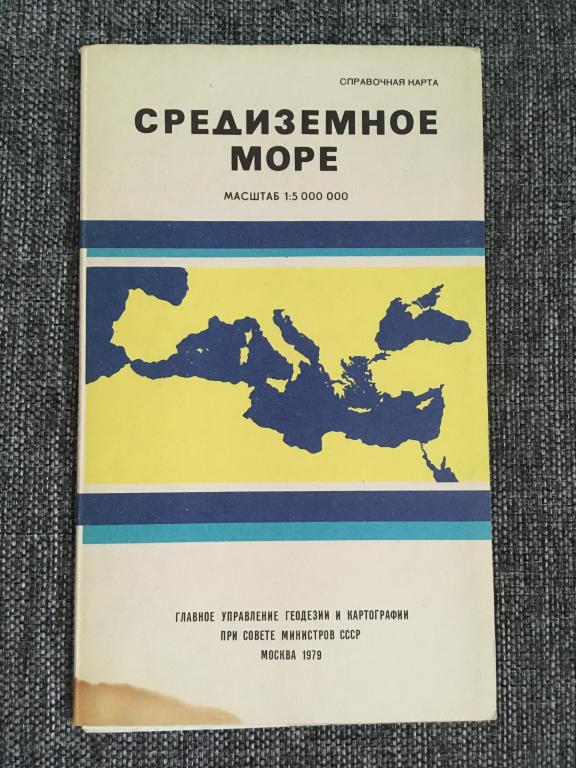 СПРАВОЧНАЯ КАРТА
СРЕДИЗЕМНОЕ
МОРЕ
МАСШТАБ 1:5 000 000
ГЛАВНОЕ УПРАВЛЕНИЕ ГЕОДЕЗИИ И КАРТОГРАФИИ
ПРИ СОВЕТЕ МИНИСТРОВ СССР
МОСКВА 1979